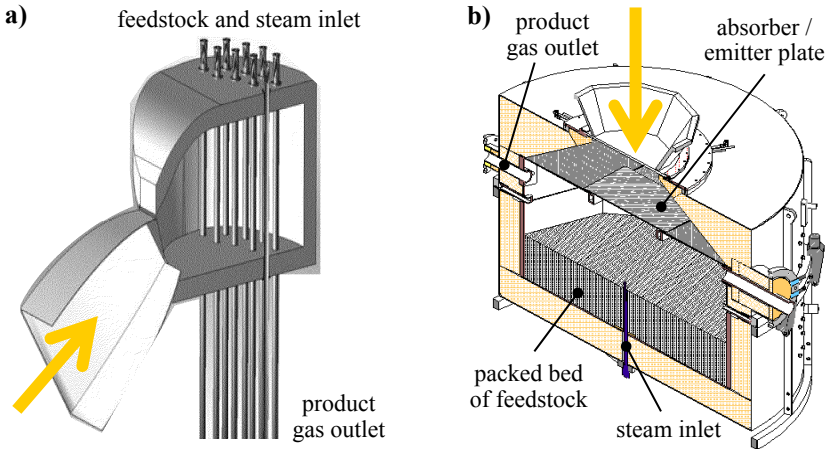 a)
feedstock and steam inlet
product
gas outlet
b)
product
gas outlet
absorber /
emitter plate
packed bed
of feedstock
steam inlet